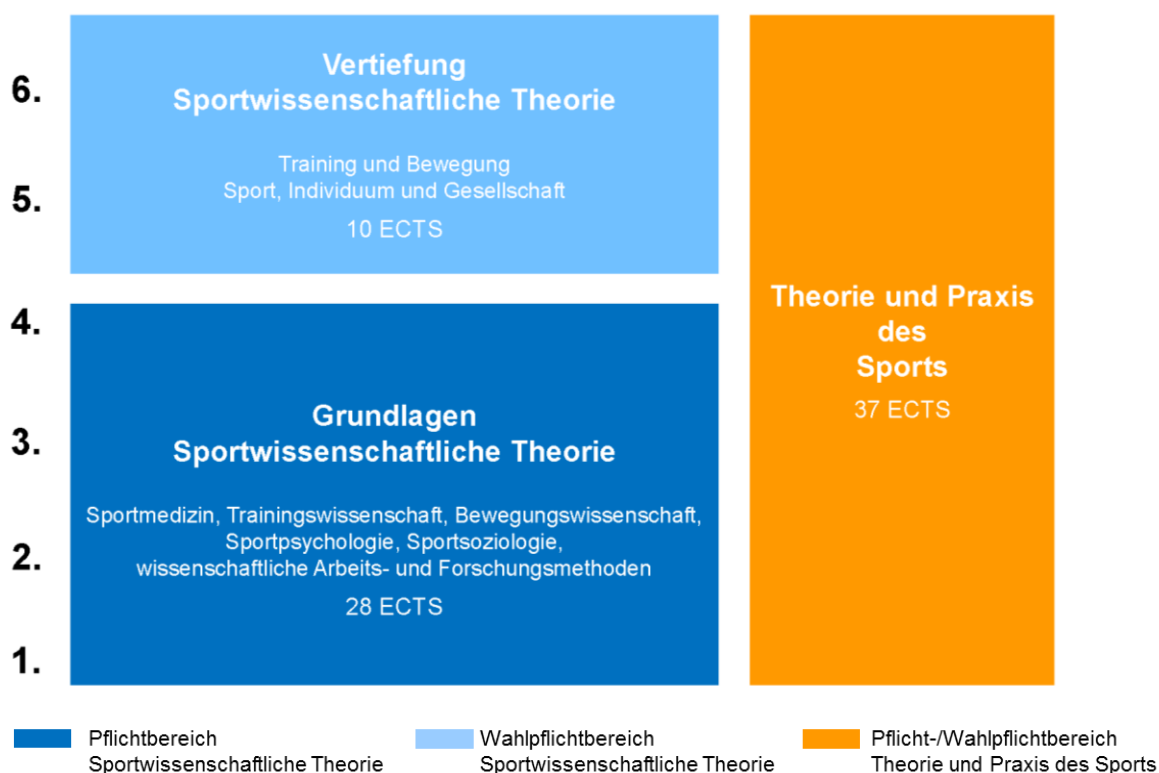 6.
5.
4.
3.
2.
1.
Vertiefung
Sportwissenschaftliche Theorie
Training und Bewegung
Sport, Individuum und Gesellschaft
10 ECTS
Grundlagen
Sportwissenschaftliche Theorie
Sportmedizin, Trainingswissenschaft, Bewegungswissenschaft,
Sportpsychologie, Sportsoziologie,
wissenschaftliche Arbeits- und Forschungsmethoden
28 ECTS
Theorie und Praxis
des
Sports
37 ECTS
Pflichtbereich
Sportwissenschaftliche Theorie
Wahlpflichtbereich
Sportwissenschaftliche Theorie
Pflicht-/Wahlpflichtbereich
Theorie und Praxis des Sports